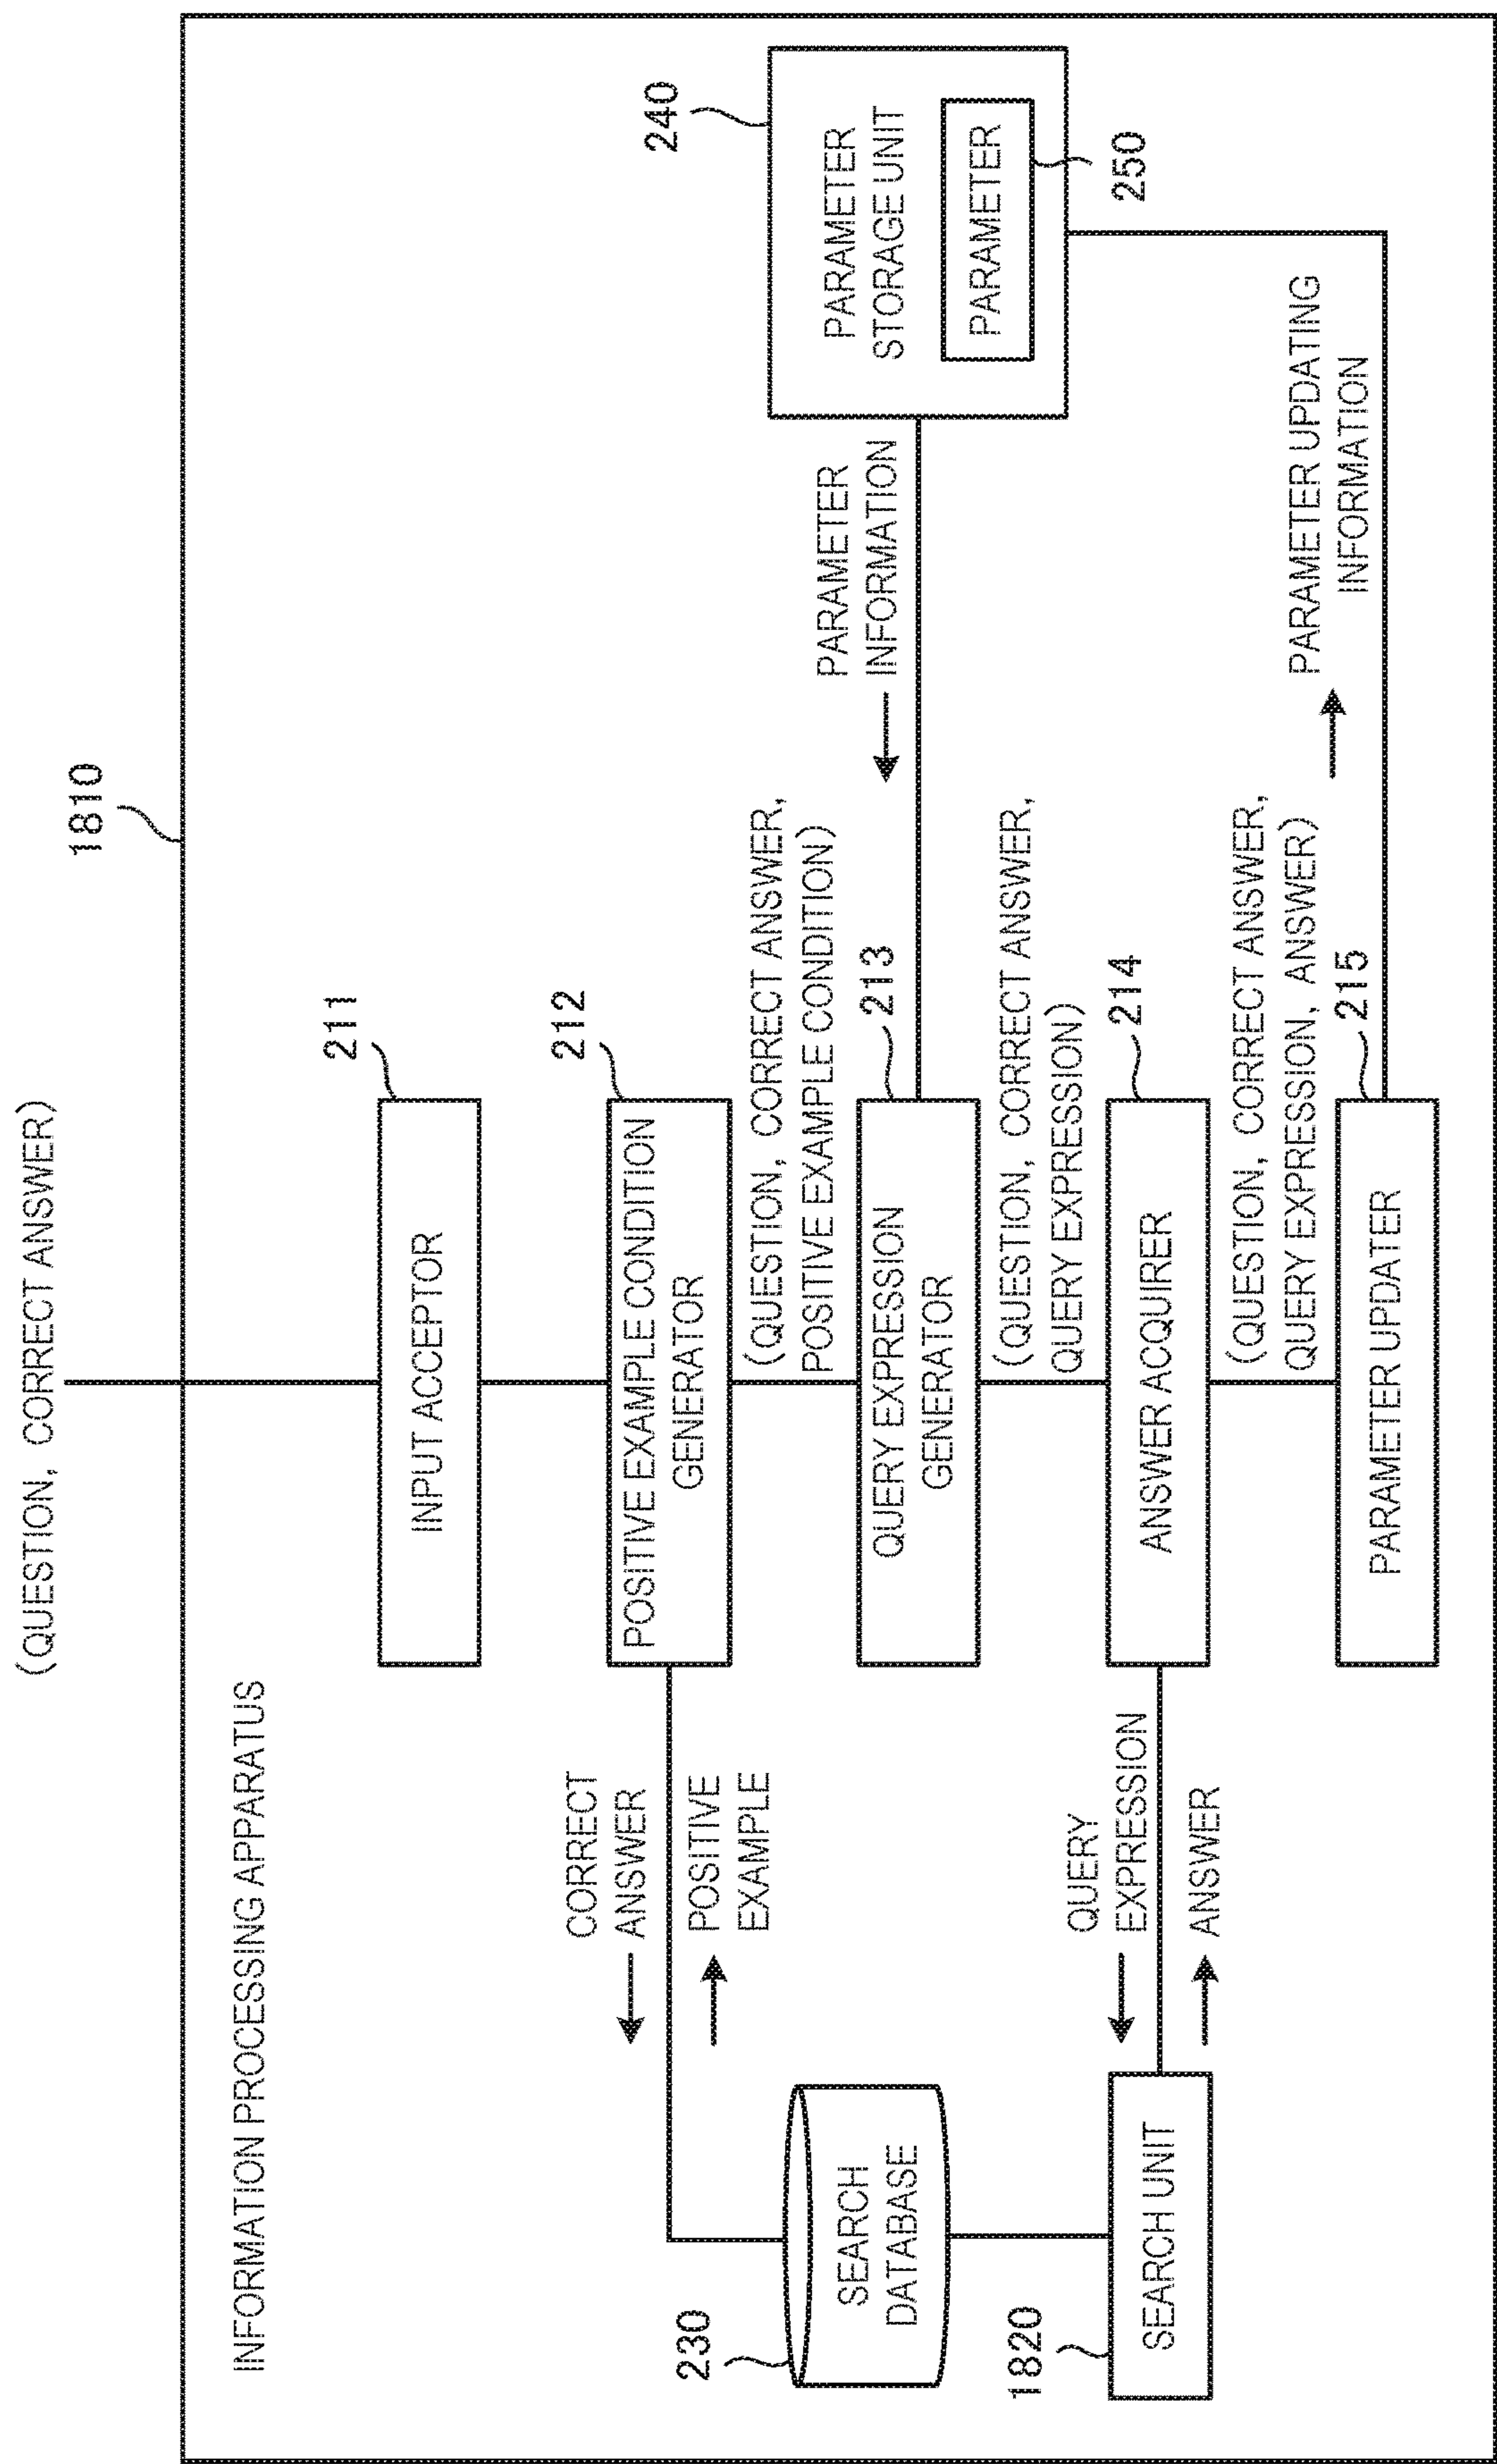 (QUESTION, CORRECT ANSWER)
1810
INFORMATION PROCESSING APPARATUS
211
INPUT ACCEPTOR
212
POSITIVE EXAMPLE CONDITION
GENERATOR
CORRECT
ANSWER
POSITIVE
EXAMPLE
(QUESTION, CORRECT ANSWER,
POSITIVE EXAMPLE CONDITION)
240
PARAMETER
STORAGE UNIT
PARAMETER
250
PARAMETER
INFORMATION
230
SEARCH
DATABASE
213
QUERY EXPRESSION
GENERATOR
(QUESTION, CORRECT ANSWER,
QUERY EXPRESSION)
1820
SEARCH UNIT
QUERY
EXPRESSION
ANSWER
214
ANSWER ACQUIRER
(QUESTION, CORRECT ANSWER,
QUERY EXPRESSION, ANSWER)
PARAMETER UPDATING
INFORMATION
215
PARAMETER UPDATER